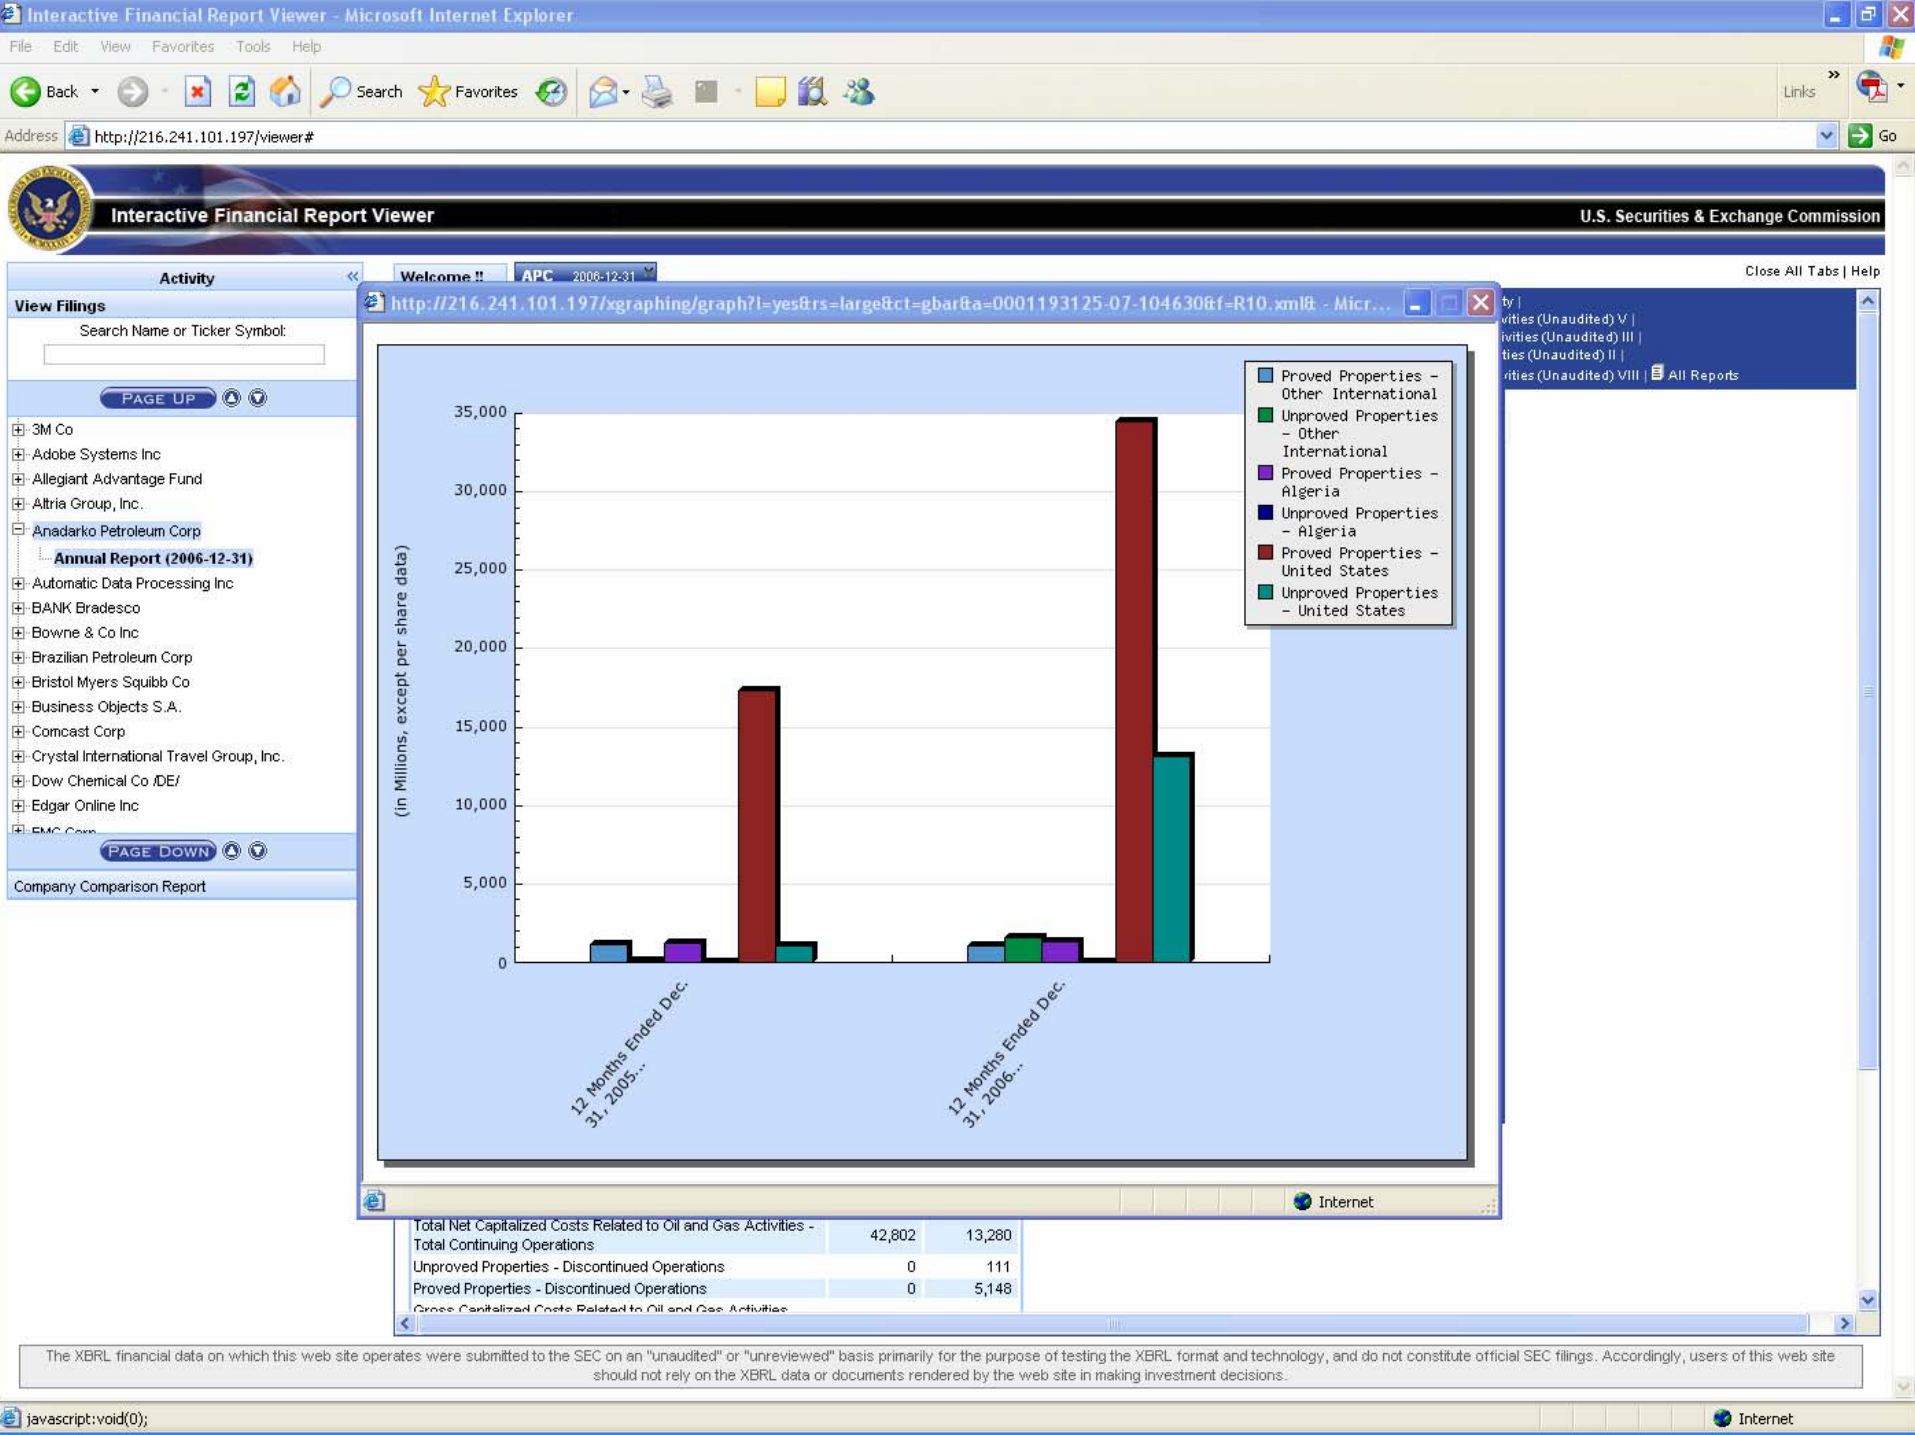 Interactive Financial Report Viewer - Microsoft Internet Explorer
File Edit View Favorites Tools Help
Back Search Favorites Links
Address http://216.241.101.197/viewer# Go
Interactive Financial Report Viewer U.S. Securities & Exchange Commission
Activity
View Filings
Search Name or Ticker Symbol:
PAGE UP
3M Co
Adobe Systems Inc
Allegiant Advantage Fund
Altria Group, Inc.
Anadarko Petroleum Corp
Annual Report (2006-12-31)
Automatic Data Processing Inc
BANK Bradesco
Bowne & Co Inc
Brazilian Petroleum Corp
Bristol Myers Squibb Co
Business Objects S.A.
Comcast Corp
Crystal International Travel Group, Inc.
Dow Chemical Co /DE/
Edgar Online Inc
EMC Corp
PAGE DOWN
Company Comparison Report
Welcome !! APC 2006-12-31
Close All Tabs | Help
ty |
vities (Unaudited) V |
ivities (Unaudited) III |
ties (Unaudited) II |
vities (Unaudited) VIII | All Reports
http://216.241.101.197/xgraphing/graph?l=yes&rs=large&ct=gbar&a=0001193125-07-104630&f=R10.xml& - Micr...
Proved Properties -
Other International
Unproved Properties
- Other
International
Proved Properties -
Algeria
Unproved Properties
- Algeria
Proved Properties -
United States
Unproved Properties
- United States
(in Millions, except per share data)
35,000
30,000
25,000
20,000
15,000
10,000
5,000
0
12 Months Ended Dec.
31, 2005...
12 Months Ended Dec.
31, 2006...
Internet
Total Net Capitalized Costs Related to Oil and Gas Activities -
Total Continuing Operations 42,802 13,280
Unproved Properties - Discontinued Operations 0 111
Proved Properties - Discontinued Operations 0 5,148
Gross Capitalized Costs Related to Oil and Gas Activities
The XBRL financial data on which this web site operates were submitted to the SEC on an "unaudited" or "unreviewed" basis primarily for the purpose of testing the XBRL format and technology, and do not constitute official SEC filings. Accordingly, users of this web site
should not rely on the XBRL data or documents rendered by the web site in making investment decisions.
javascript:void(0); Internet